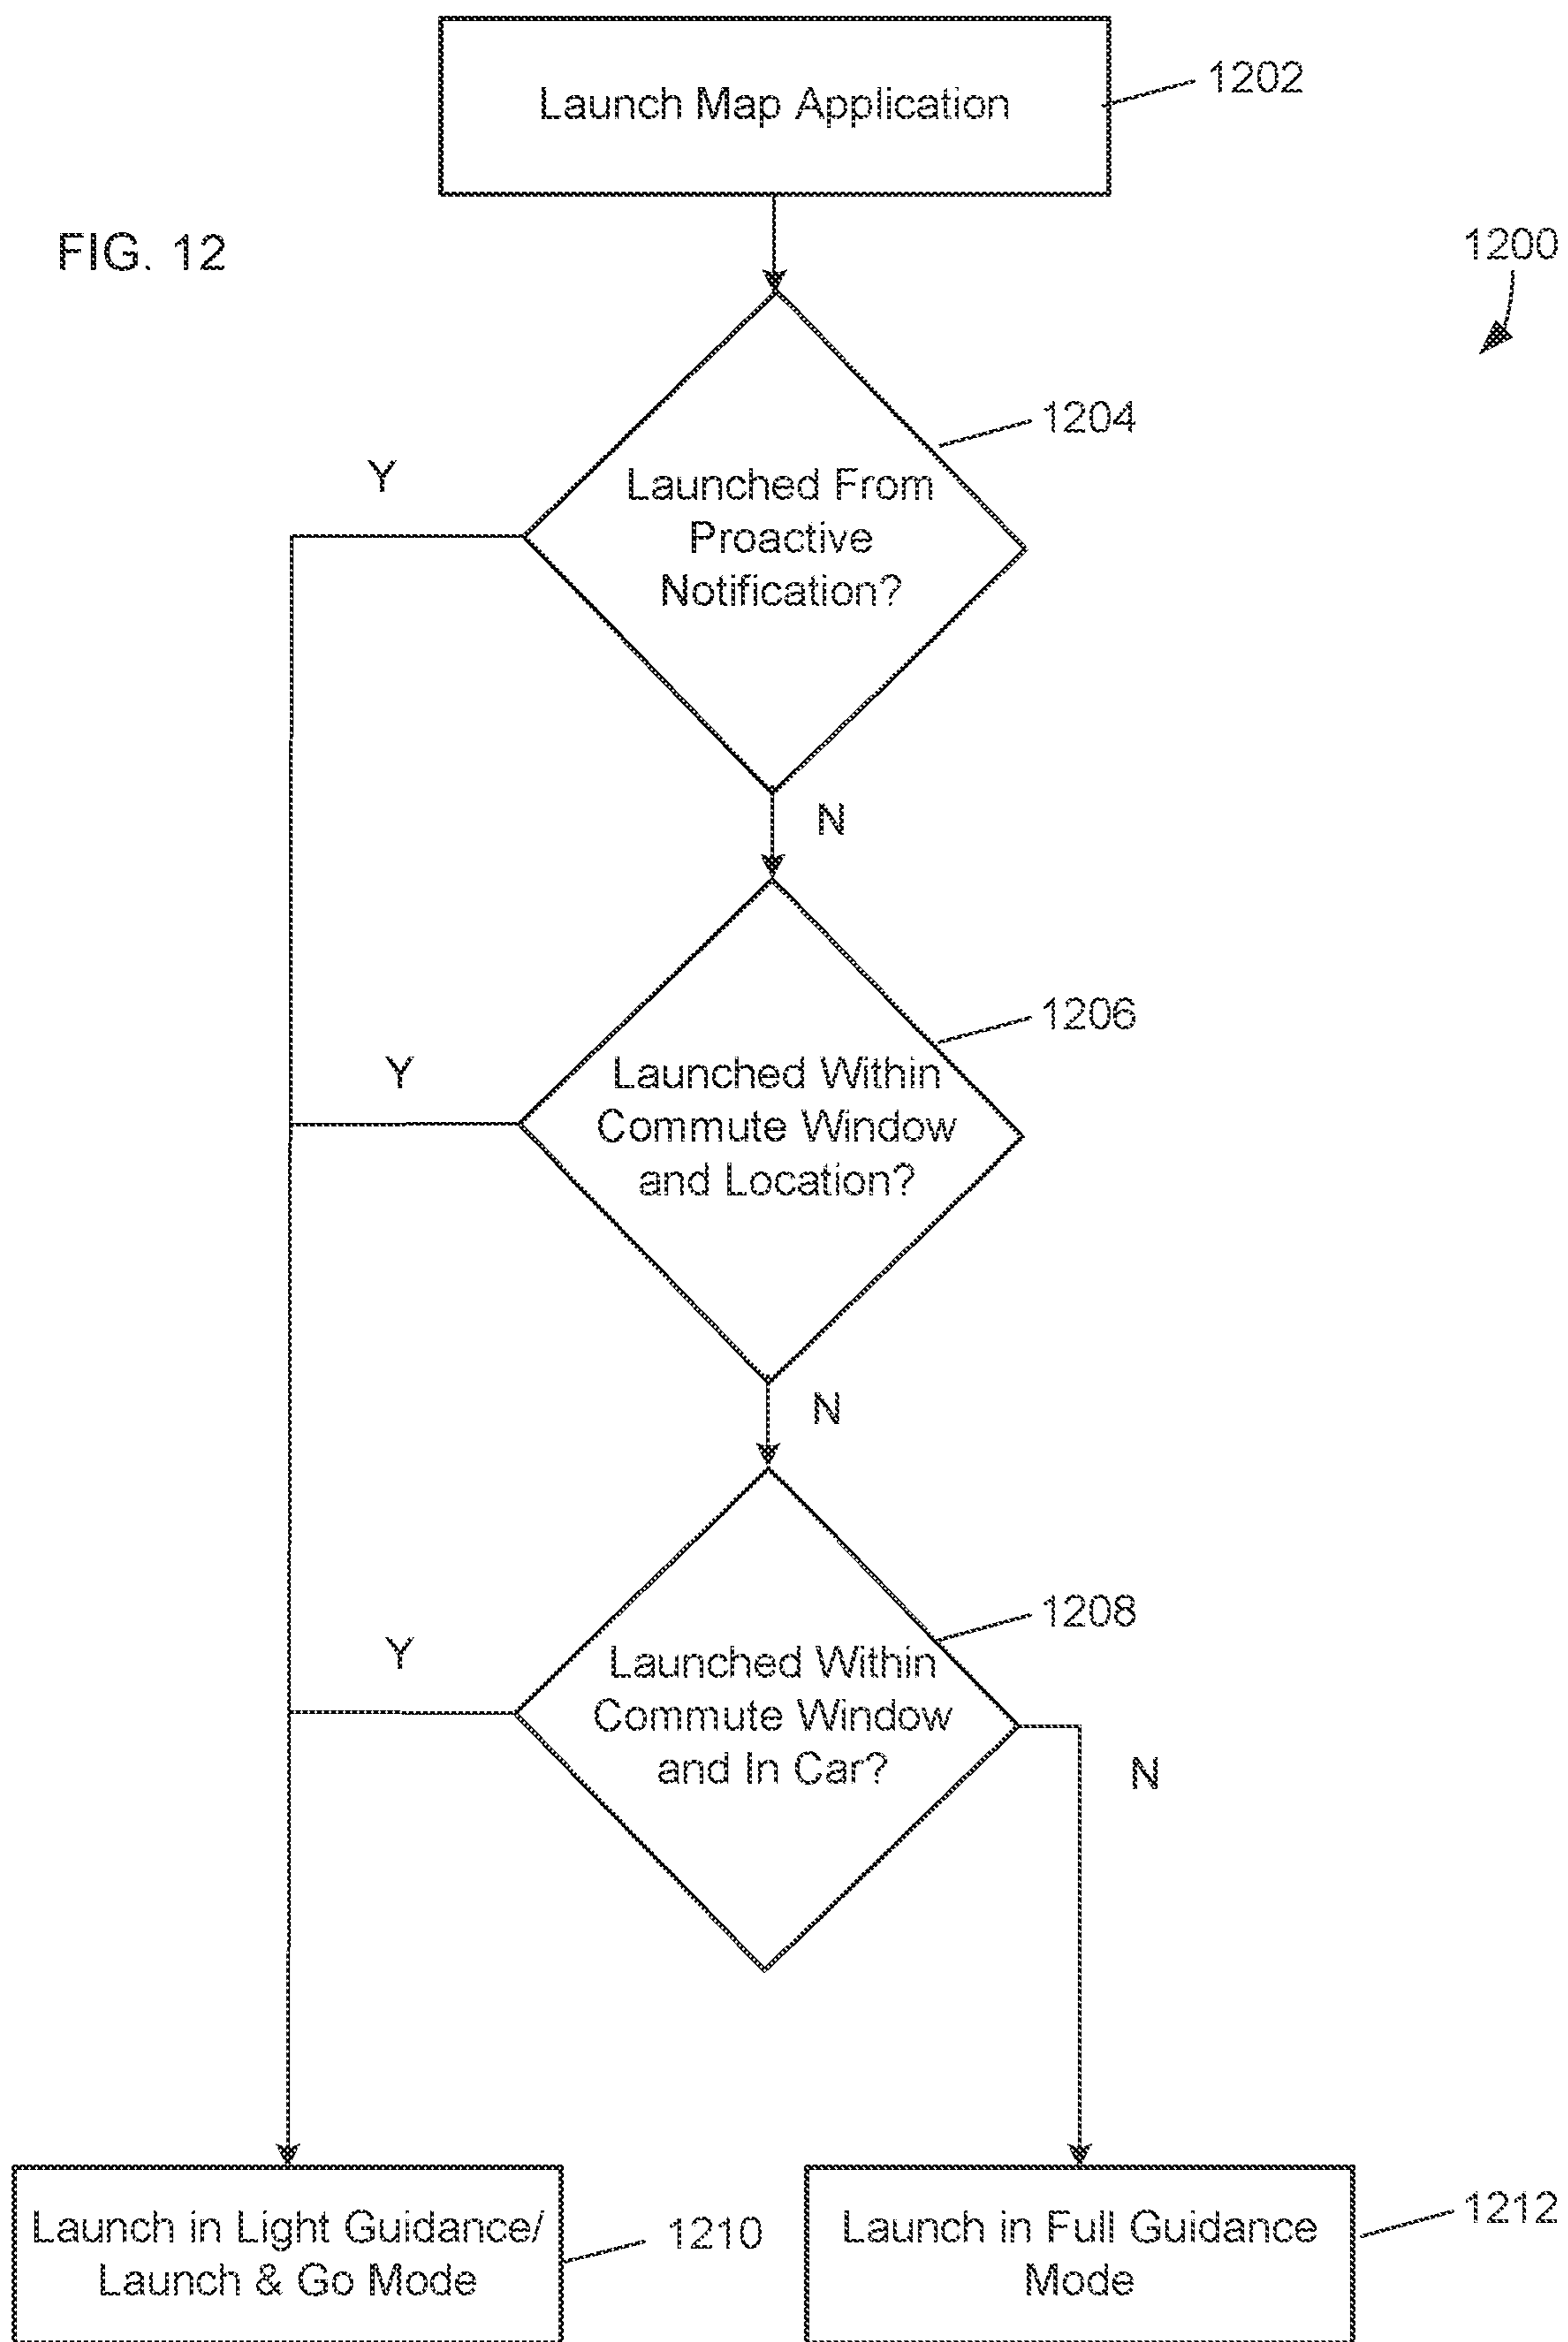 Launch Map Application
1202
FIG. 12
1200
1204
Y
Launched From
Proactive
Notification?
N
1206
Y
Launched Within
Commute Window
and Location?
N
1208
Y
Launched Within
Commute Window
and In Car?
N
Launch in Light Guidance/
Launch & Go Mode
1210
Launch in Full Guidance
Mode
1212